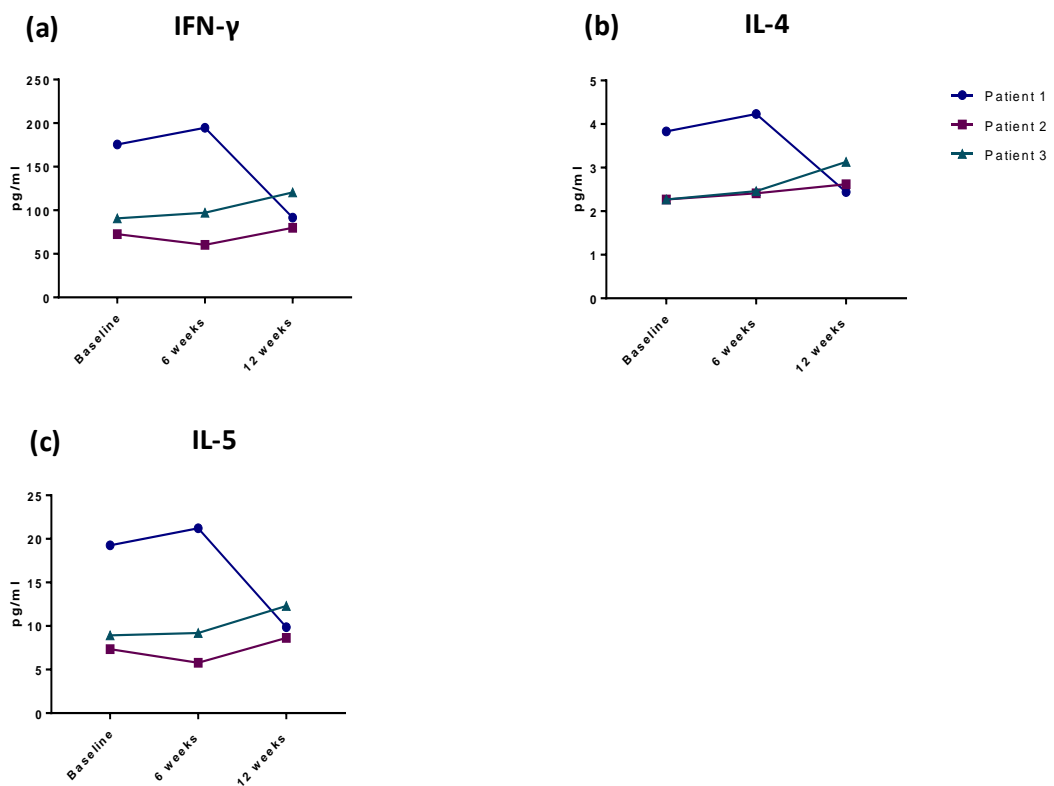 (a) IFN-γ
250
200
150
100
50
0
pg/ml
Baseline
6 weeks
12 weeks
(b) IL-4
5
4
3
2
1
0
pg/ml
Baseline
6 weeks
12 weeks
Patient 1
Patient 2
Patient 3
(c) IL-5
25
20
15
10
5
0
pg/ml
Baseline
6 weeks
12 weeks